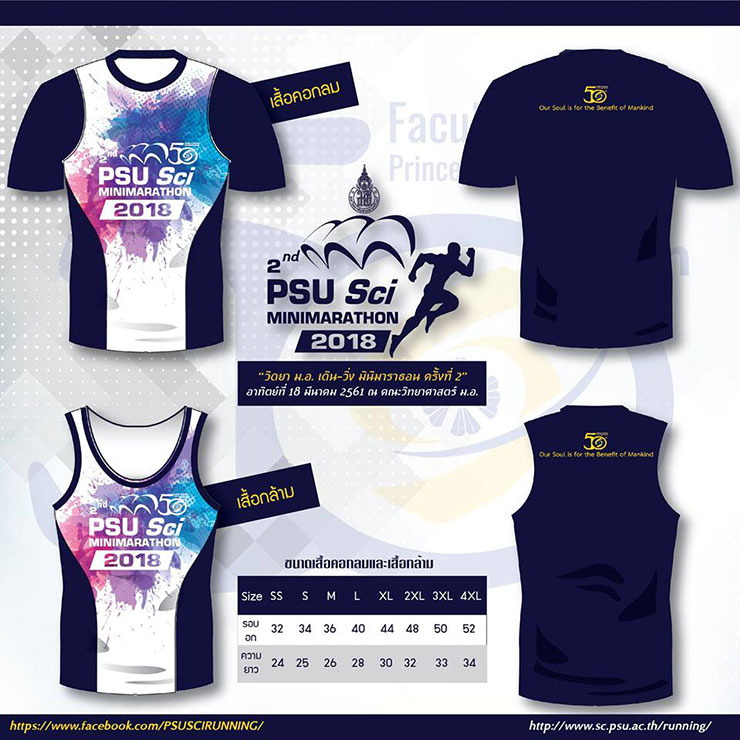 เสื้อคอกลม
2nd
50
PSU Sci
MINIMARATHON
2018
50
Our Soul is for the Benefit of Mankind
Facu
Prince
2nd
PSU Sci
MINIMARATHON
2018
"วิดยา ม.อ. เดิน-วิ่ง มินิมาราธอน ครั้งที่ 2"
อาทิตย์ที่ 18 มีนาคม 2561 ณ คณะวิทยาศาสตร์ ม.อ.
เสื้อกล้าม
2nd
50
PSU Sci
MINIMARATHON
2018
50
Our Soul is for the Benefit of Mankind
ขนาดเสื้อคอกลมและเสื้อกล้าม
Size SS S M L XL 2XL 3XL 4XL
รอบอก 32 34 36 40 44 48 50 52
ความยาว 24 25 26 28 30 32 33 34
https://www.facebook.com/PSUSCIRUNNING/
http://www.sc.psu.ac.th/running/